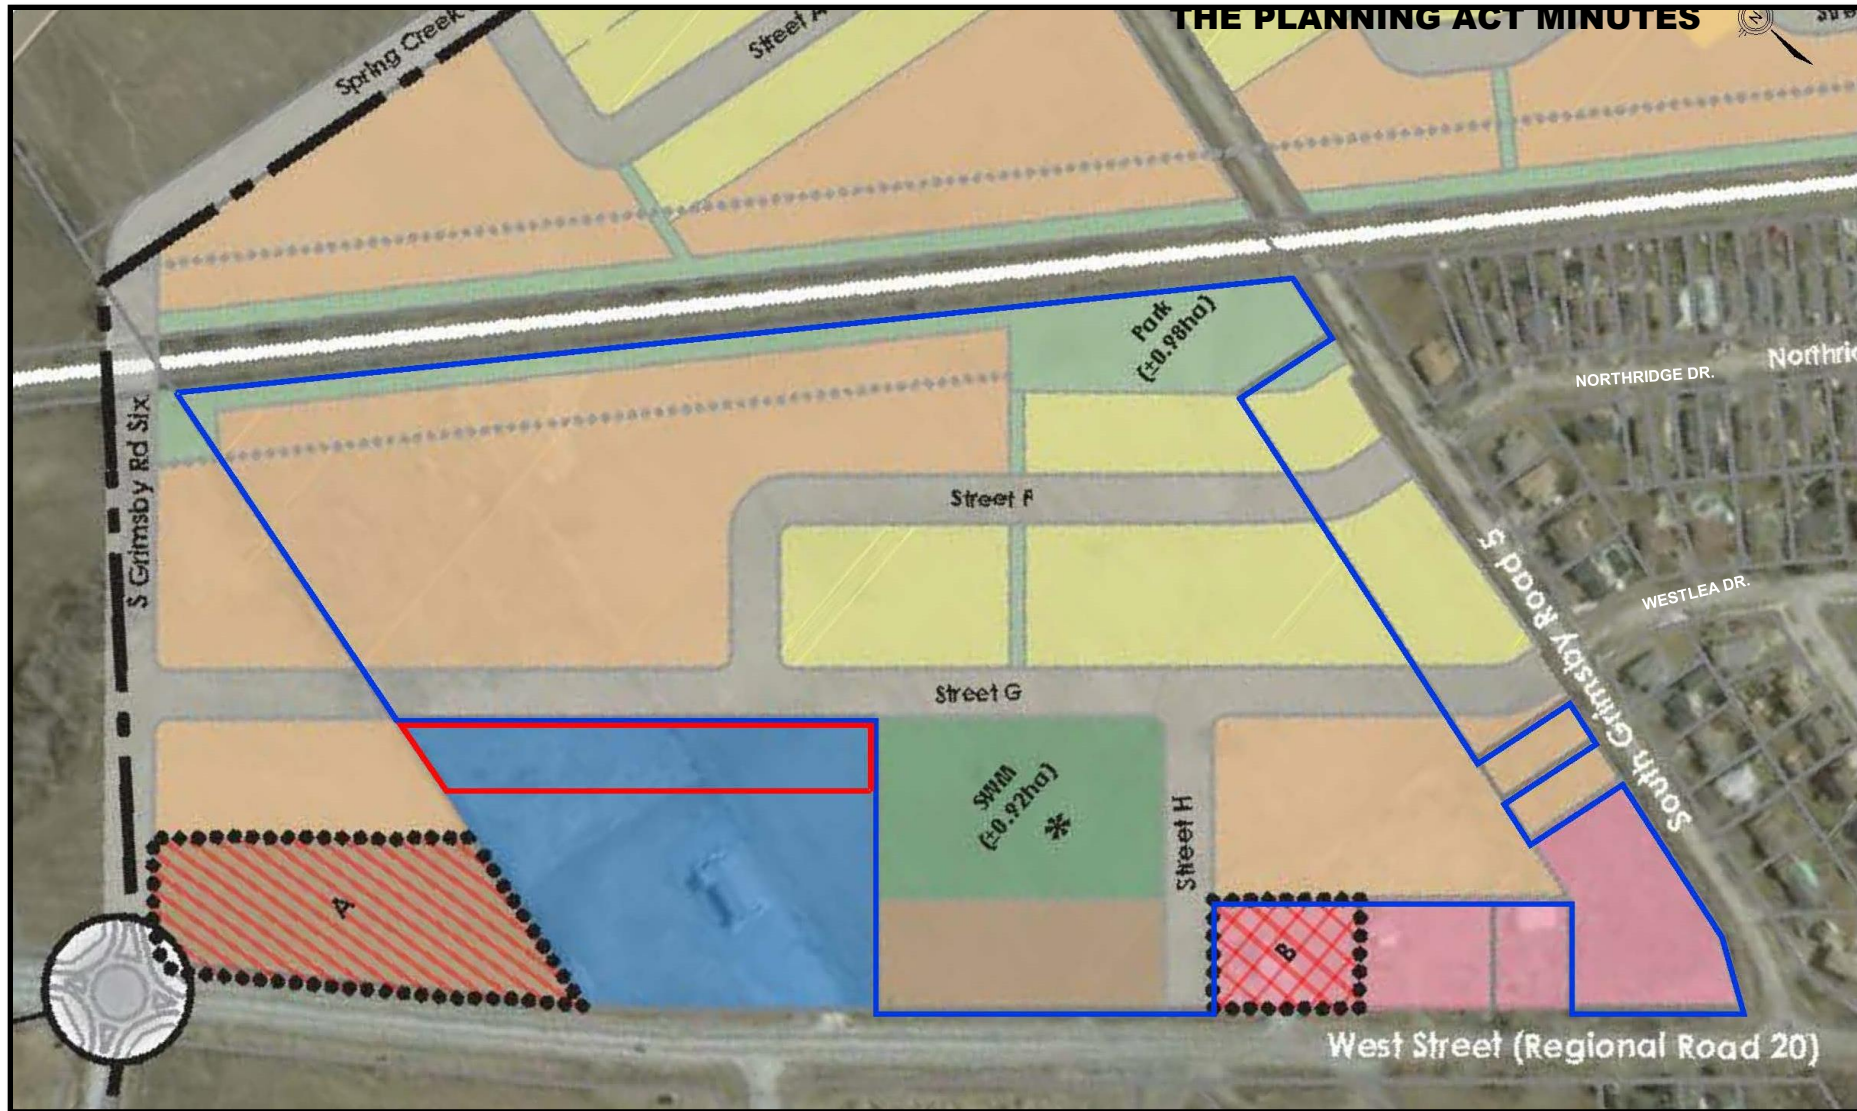 THE PLANNING ACT MINUTES
N
Spring Creek
Street A
Park
(±0.98ha)
NORTHRIDGE DR.
S Grimsby Rd Six
Street F
WESTLEA DR.
South Grimsby Road 5
Street G
SWM
(±0.92ha)
*
Street H
A
B
West Street (Regional Road 20)